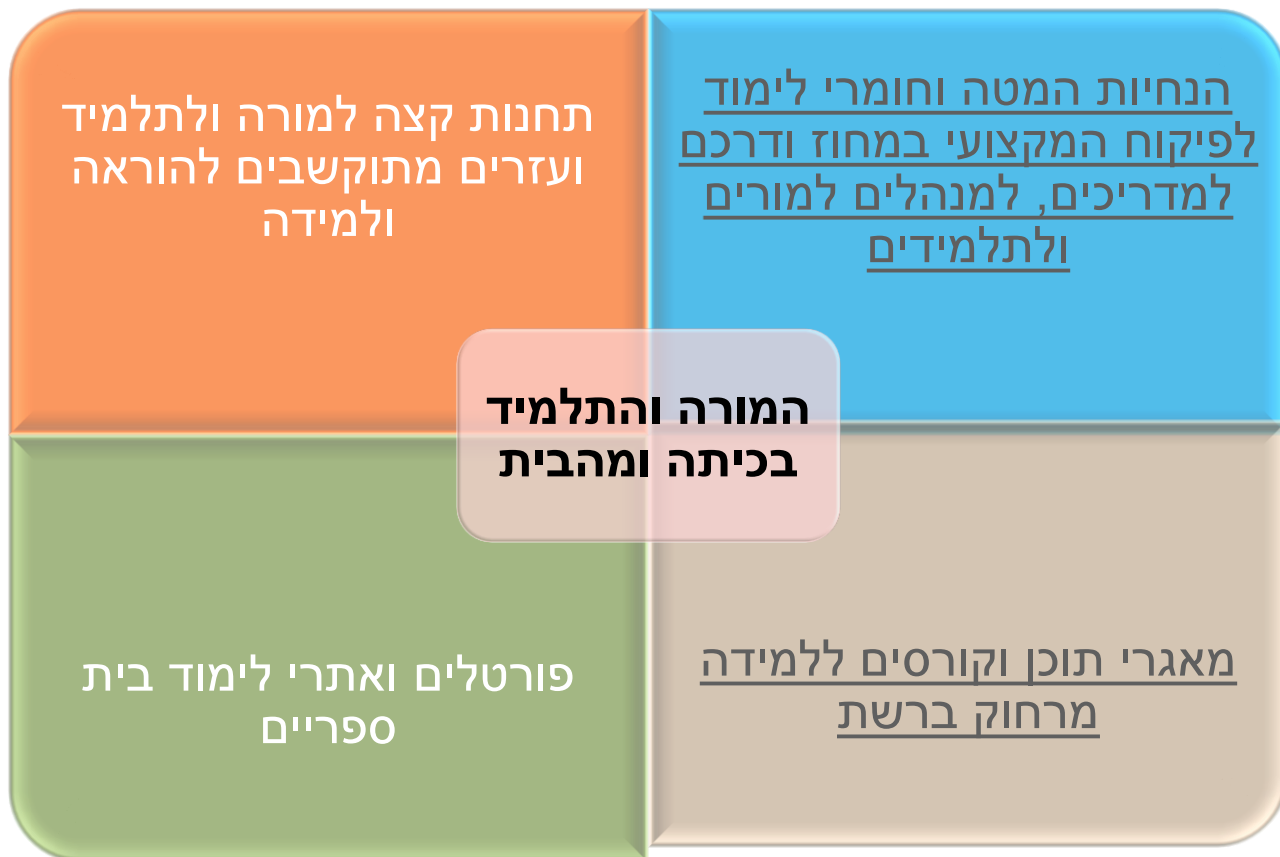 הנחיות המטה וחומרי לימוד
לפיקוח המקצועי במחוז ודרכם
למדריכים, למנהלים למורים
ולתלמידים
תחנות קצה למורה ולתלמיד
ועזרים מתוקשבים להוראה
ולמידה
המורה והתלמיד
בכיתה ומהבית
מאגרי תוכן וקורסים ללמידה
מרחוק ברשת
פורטלים ואתרי לימוד בית
ספריים